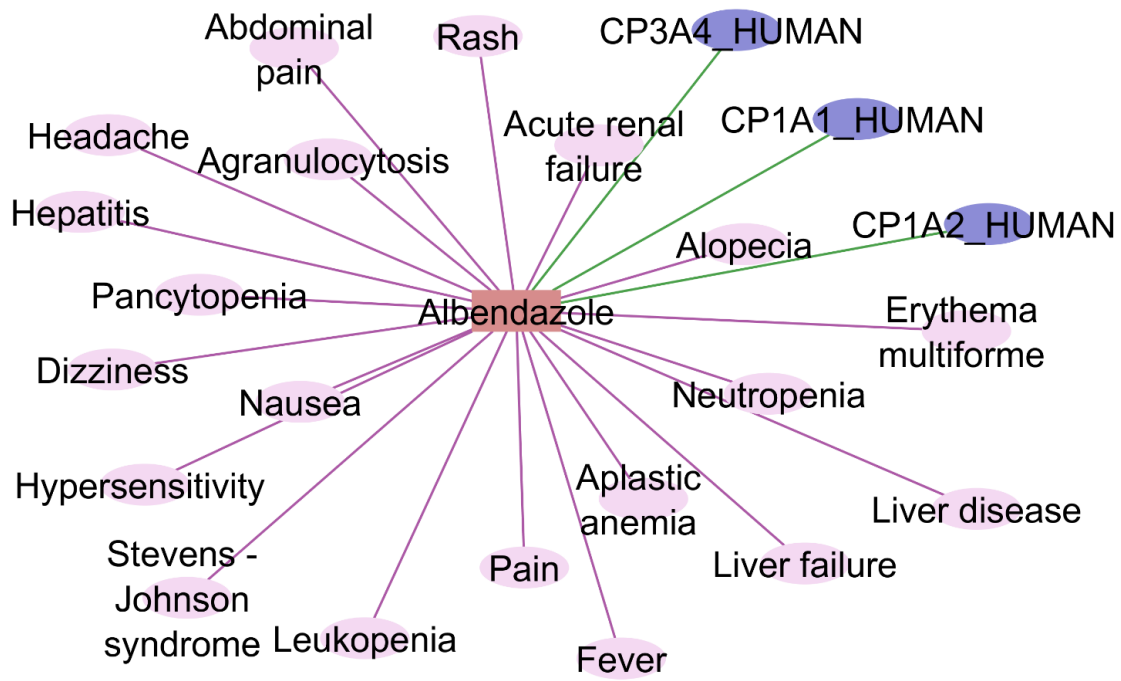 Abdominal
pain
Rash
CP3A4_HUMAN
Headache
Agranulocytosis
Acute renal
failure
CP1A1_HUMAN
Hepatitis
Alopecia
CP1A2_HUMAN
Pancytopenia
Albendazole
Erythema
multiforme
Dizziness
Nausea
Neutropenia
Hypersensitivity
Aplastic
anemia
Liver disease
Stevens -
Johnson
syndrome
Pain
Liver failure
Leukopenia
Fever